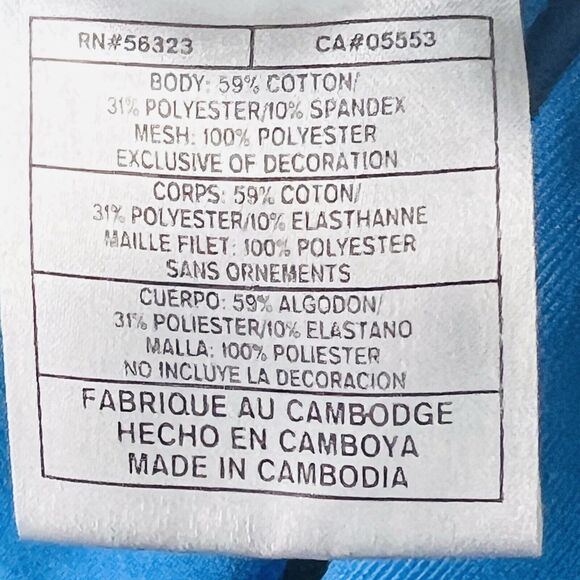 RN#56323 CA#05553
BODY: 59% COTTON/
31% POLYESTER/10% SPANDEX
MESH: 100% POLYESTER
EXCLUSIVE OF DECORATION
CORPS: 59% COTON/
31% POLYESTER/10% ELASTHANNE
MAILLE FILET: 100% POLYESTER
SANS ORNEMENTS
CUERPO: 59% ALGODON/
31% POLIESTER/10% ELASTANO
MALLA: 100% POLIESTER
NO INCLUYE LA DECORACION
FABRIQUE AU CAMBODGE
HECHO EN CAMBOYA
MADE IN CAMBODIA